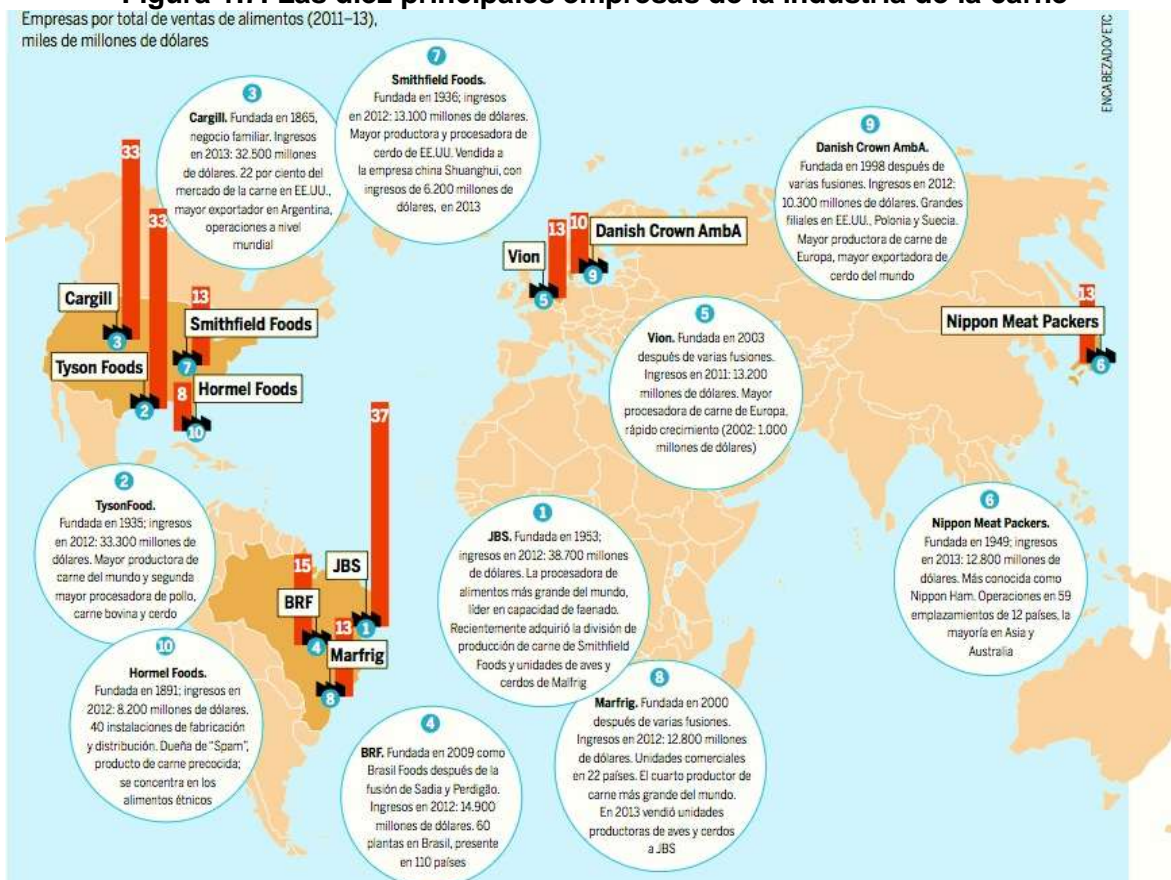 Figura 1.7. Las diez principales empresas de la industria de la carne
Empresas por total de ventas de alimentos (2011–13),
miles de millones de dólares
ENCABEZADO/ETC
3
Cargill. Fundada en 1865,
negocio familiar. Ingresos
en 2013: 32.500 millones
de dólares. 22 por ciento del
mercado de la carne en EE.UU.,
mayor exportador en Argentina,
operaciones a nivel
mundial
7
Smithfield Foods.
Fundada en 1936; ingresos
en 2012: 13.100 millones de dólares.
Mayor productora y procesadora de
cerdo de EE.UU. Vendida a
la empresa china Shuanghui, con
ingresos de 6.200 millones de
dólares, en 2013
9
Danish Crown AmbA.
Fundada en 1998 después de
varias fusiones. Ingresos en 2012:
10.300 millones de dólares. Grandes
filiales en EE.UU., Polonia y Suecia.
Mayor productora de carne de
Europa, mayor exportadora de
cerdo del mundo
33
33
13
8
Cargill
3
Smithfield Foods
7
Tyson Foods
2
Hormel Foods
10
13
10
Vion
5
Danish Crown AmbA
9
13
Nippon Meat Packers
6
5
Vion. Fundada en 2003
después de varias fusiones.
Ingresos en 2011: 13.200
millones de dólares. Mayor
procesadora de carne de Europa,
rápido crecimiento (2002: 1.000
millones de dólares)
37
15
13
JBS
1
BRF
4
Marfrig
8
2
TysonFood.
Fundada en 1935; ingresos
en 2012: 33.300 millones de
dólares. Mayor productora de
carne del mundo y segunda
mayor procesadora de pollo,
carne bovina y cerdo
1
JBS. Fundada en 1953;
ingresos en 2012: 38.700 millones
de dólares. La procesadora de
alimentos más grande del mundo,
líder en capacidad de faenado.
Recientemente adquirió la división de
producción de carne de Smithfield
Foods y unidades de aves y
cerdos de Malfrig
6
Nippon Meat Packers.
Fundada en 1949; ingresos
en 2013: 12.800 millones de
dólares. Más conocida como
Nippon Ham. Operaciones en 59
emplazamientos de 12 países, la
mayoría en Asia y
Australia
10
Hormel Foods.
Fundada en 1891; ingresos en
2012: 8.200 millones de dólares.
40 instalaciones de fabricación
y distribución. Dueña de “Spam”,
producto de carne precocida;
se concentra en los
alimentos étnicos
4
BRF. Fundada en 2009 como
Brasil Foods después de la
fusión de Sadia y Perdigão.
Ingresos en 2012: 14.900
millones de dólares. 60
plantas en Brasil, presente
en 110 países
8
Marfrig. Fundada en 2000
después de varias fusiones.
Ingresos en 2012: 12.800 millones
de dólares. Unidades comerciales
en 22 países. El cuarto productor de
carne más grande del mundo.
En 2013 vendió unidades
productoras de aves y cerdos
a JBS